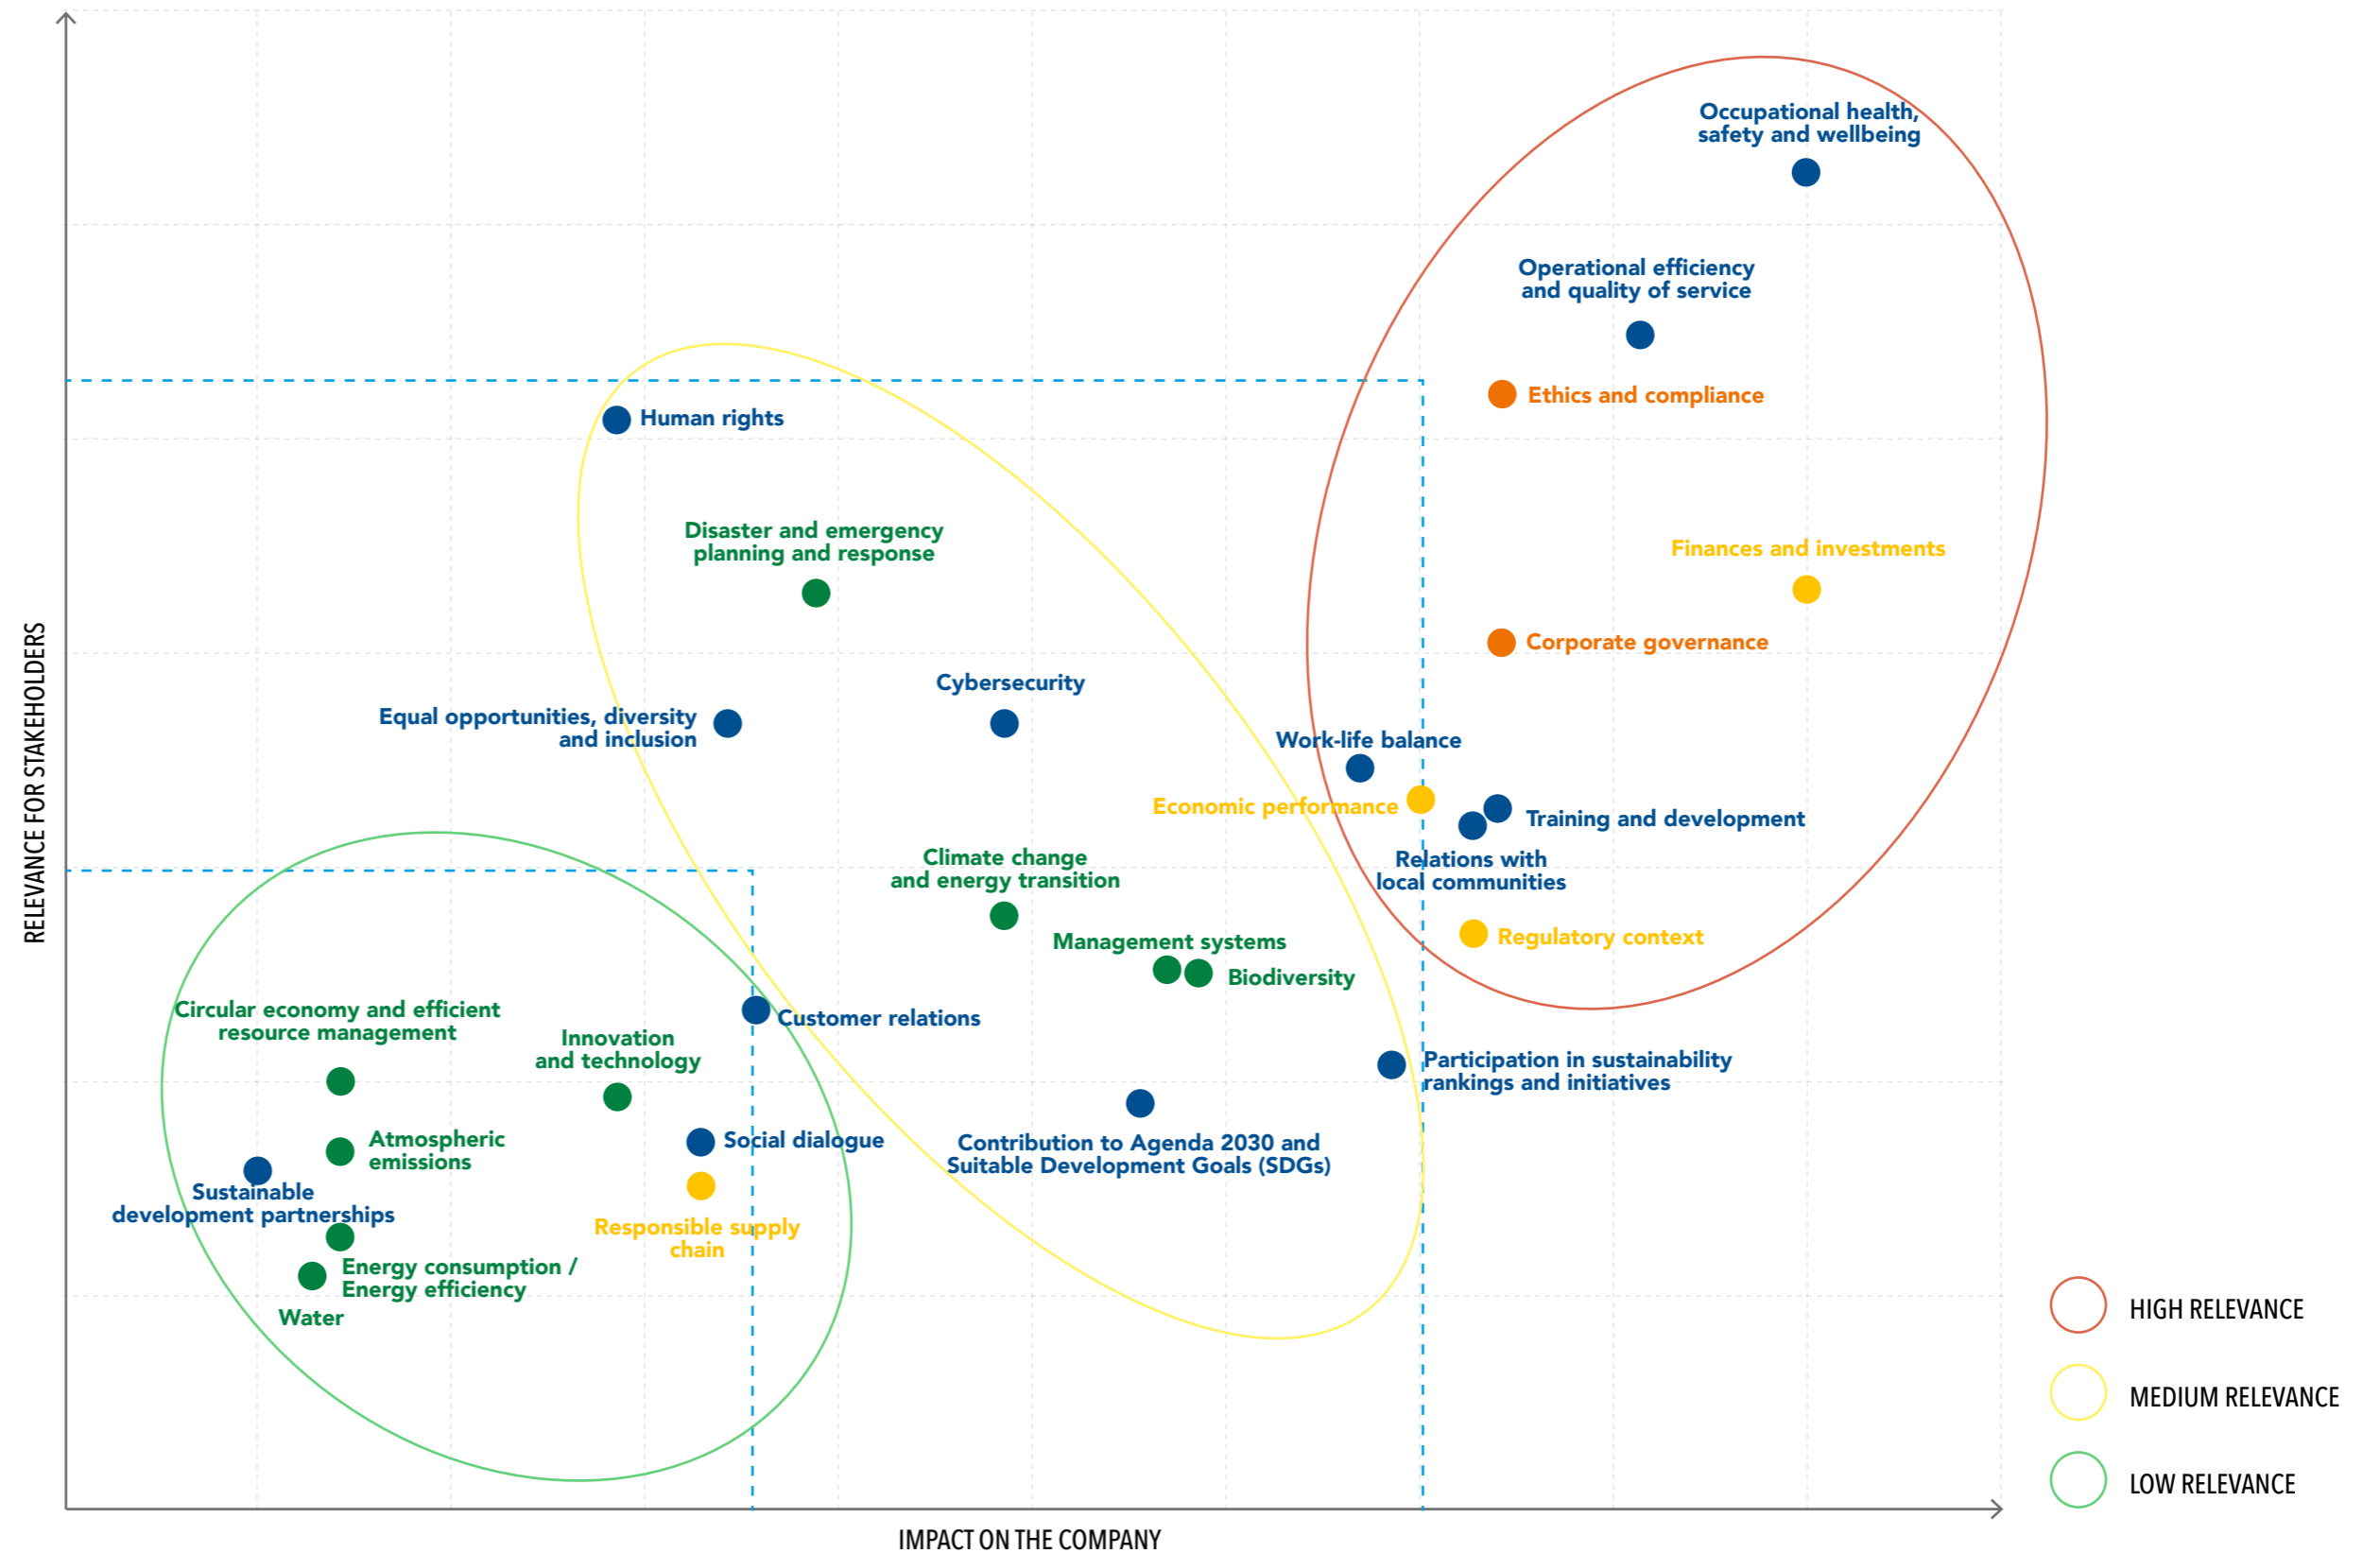 Occupational health,
safety and wellbeing
Operational efficiency
and quality of service
Ethics and compliance
Human rights
Disaster and emergency
planning and response
Finances and investments
Corporate governance
Cybersecurity
Equal opportunities, diversity
and inclusion
Work-life balance
Economic performance
Training and development
Relations with
local communities
Climate change
and energy transition
Regulatory context
Management systems
Biodiversity
Circular economy and efficient
resource management
Customer relations
Innovation
and technology
Participation in sustainability
rankings and initiatives
Atmospheric
emissions
Social dialogue
Contribution to Agenda 2030 and
Suitable Development Goals (SDGs)
Sustainable
development partnerships
Responsible supply
chain
Energy consumption /
Energy efficiency
Water
RELEVANCE FOR STAKEHOLDERS
IMPACT ON THE COMPANY
HIGH RELEVANCE
MEDIUM RELEVANCE
LOW RELEVANCE